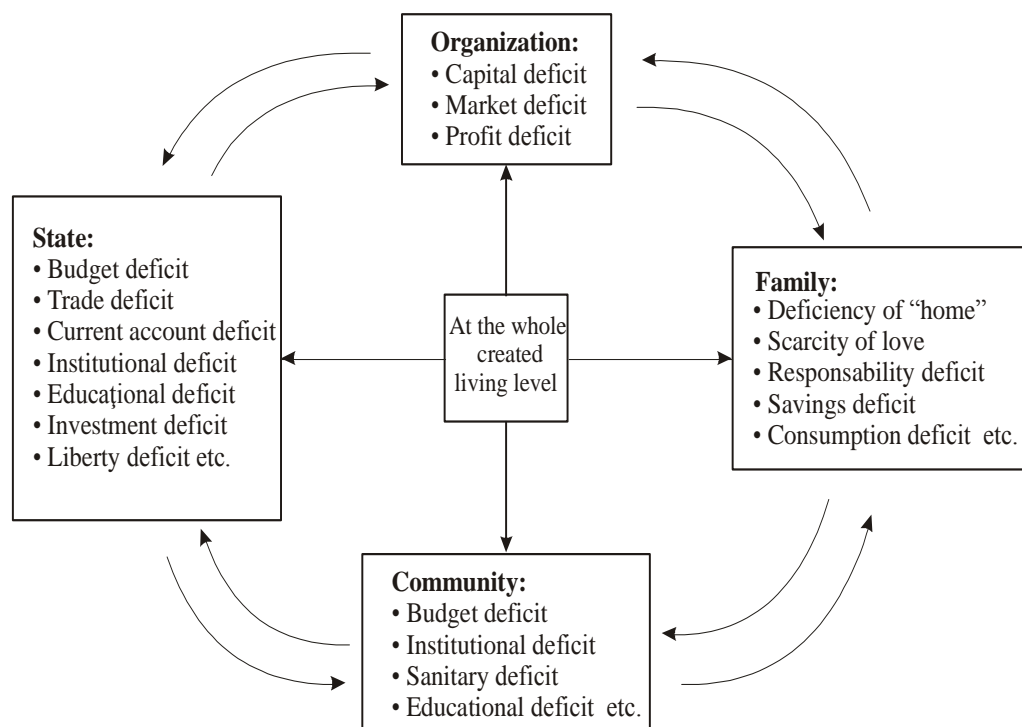 Organization:
• Capital deficit
• Market deficit
• Profit deficit
State:
• Budget deficit
• Trade deficit
• Current account deficit
• Institutional deficit
• Educaţional deficit
• Investment deficit
• Liberty deficit etc.
At the whole
created
living level
Family:
• Deficiency of “home”
• Scarcity of love
• Responsability deficit
• Savings deficit
• Consumption deficit etc.
Community:
• Budget deficit
• Institutional deficit
• Sanitary deficit
• Educational deficit etc.